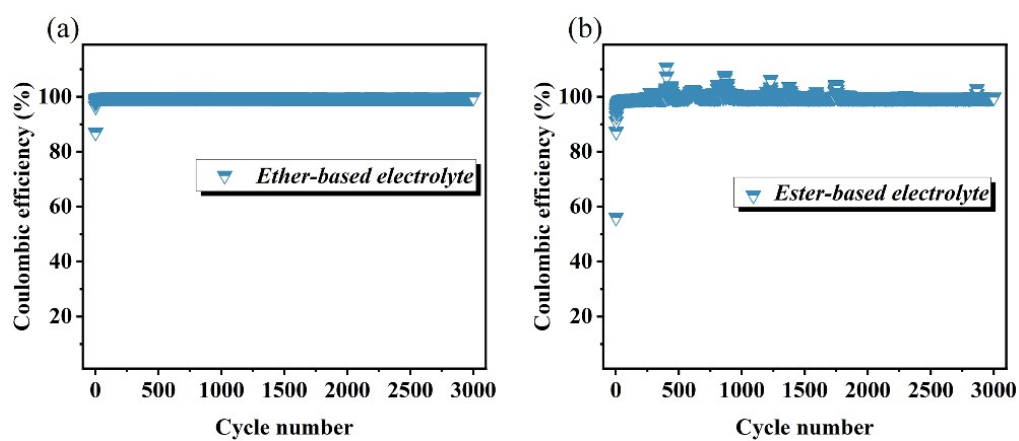 (a)
Coulombic efficiency (%)
100
80
60
40
20
Ether-based electrolyte
0 500 1000 1500 2000 2500 3000
Cycle number
(b)
Coulombic efficiency (%)
100
80
60
40
20
Ester-based electrolyte
0 500 1000 1500 2000 2500 3000
Cycle number